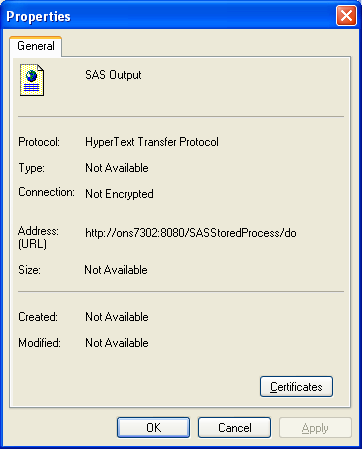 Properties
General
SAS Output
Protocol: HyperText Transfer Protocol
Type: Not Available
Connection: Not Encrypted
Address: http://ons7302:8080/SASStoredProcess/do
(URL)
Size: Not Available
Created: Not Available
Modified: Not Available
Certificates
OK Cancel Apply